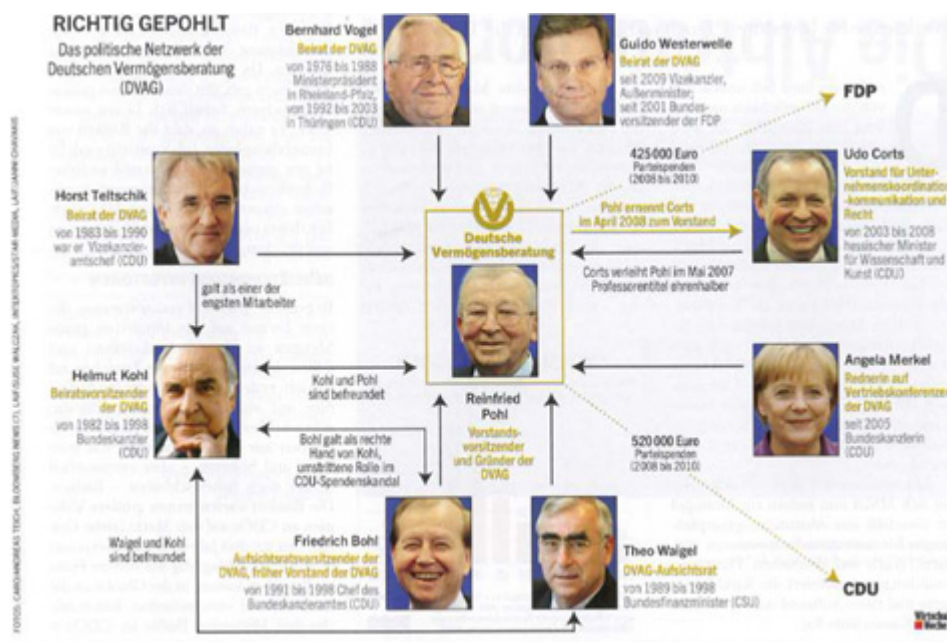 RICHTIG GEPOHLT
Das politische Netzwerk der
Deutschen Vermögensberatung
(DVAG)
Bernhard Vogel
Beirat der DVAG
von 1976 bis 1988
Ministerpräsident
in Rheinland-Pfalz,
von 1992 bis 2003
in Thüringen (CDU)
Guido Westerwelle
Beirat der DVAG
seit 2009 Vizekanzler,
Außenminister;
seit 2001 Bundes-
vorsitzender der FDP
FDP
425 000 Euro
Parteispenden
(2008 bis 2010)
Horst Teltschik
Beirat der DVAG
von 1983 bis 1990
war er Vizekanzler-
amtschef (CDU)
Udo Corts
Vorstand für Unter-
nehmenskoordination
-kommunikation und
Recht
von 2003 bis 2008
hessischer Minister
für Wissenschaft und
Kunst (CDU)
Pohl ernennt Corts
im April 2008 zum Vorstand
Deutsche
Vermögensberatung
Corts verleiht Pohl im Mai 2007
Professorentitel ehrenhalber
galt als einer der
engsten Mitarbeiter
Helmut Kohl
Beiratsvorsitzender
der DVAG
von 1982 bis 1998
Bundeskanzler
(CDU)
Kohl und Pohl
sind befreundet
Reinfried
Pohl
Vorstands-
vorsitzender
und Gründer der
DVAG
Angela Merkel
Rednerin auf
Vertriebskonferenze
der DVAG
seit 2005
Bundeskanzlerin
(CDU)
Bohl galt als rechte
Hand von Kohl,
umstrittene Rolle im
CDU-Spendenskandal
520 000 Euro
Parteispenden
(2008 bis 2010)
Waigel und Kohl
sind befreundet
Friedrich Bohl
Aufsichtsratsvorsitzender der
DVAG, früher Vorstand der DVAG
von 1991 bis 1998 Chef des
Bundeskanzleramtes (CDU)
Theo Waigel
DVAG-Aufsichtsrat
von 1989 bis 1998
Bundesfinanzminister (CSU)
CDU